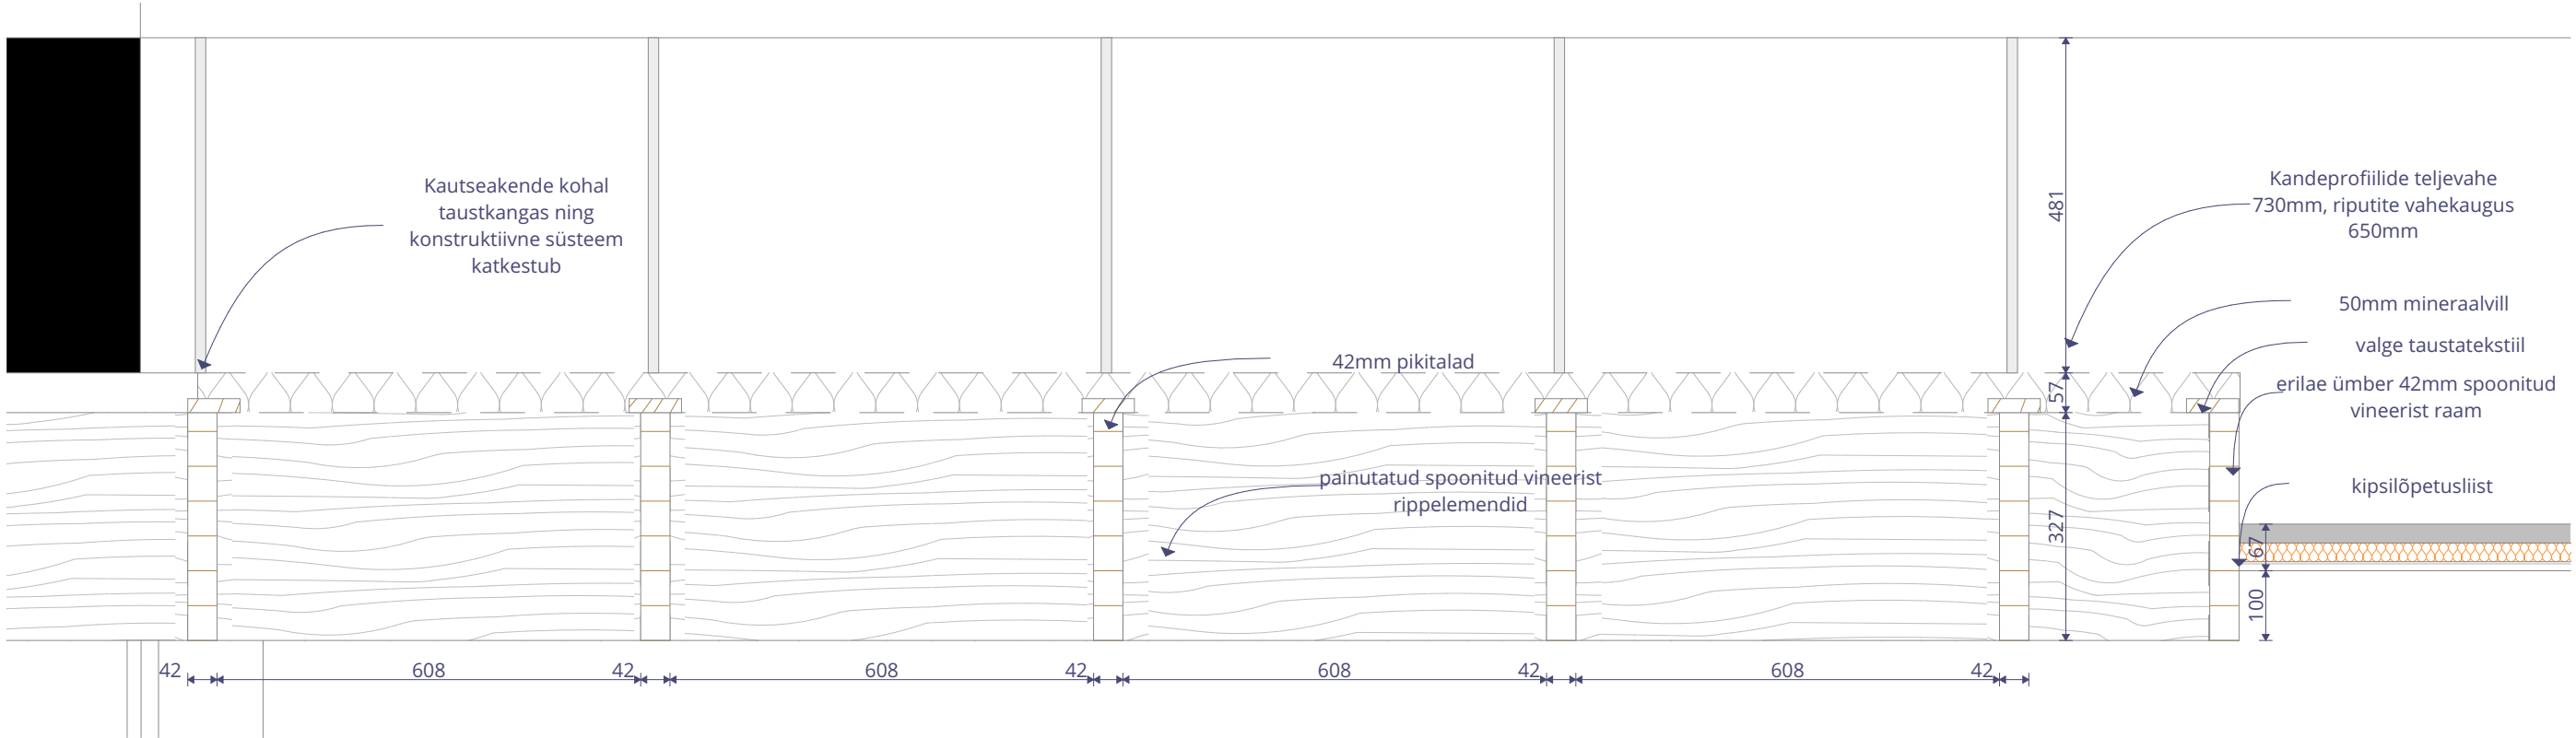 Kautseakende kohal
taustkangas ning
konstruktiivne süsteem
katkestub
Kandeprofiilide teljevahe
730mm, riputite vahekaugus
650mm
481
50mm mineraalvill
valge taustatekstiil
42mm pikitalad
57
erilae ümber 42mm spoonitud
vineerist raam
painutatud spoonitud vineerist
rippelemendid
kipsilõpetusliist
327
67
100
42
608
42
608
42
608
42
608
42